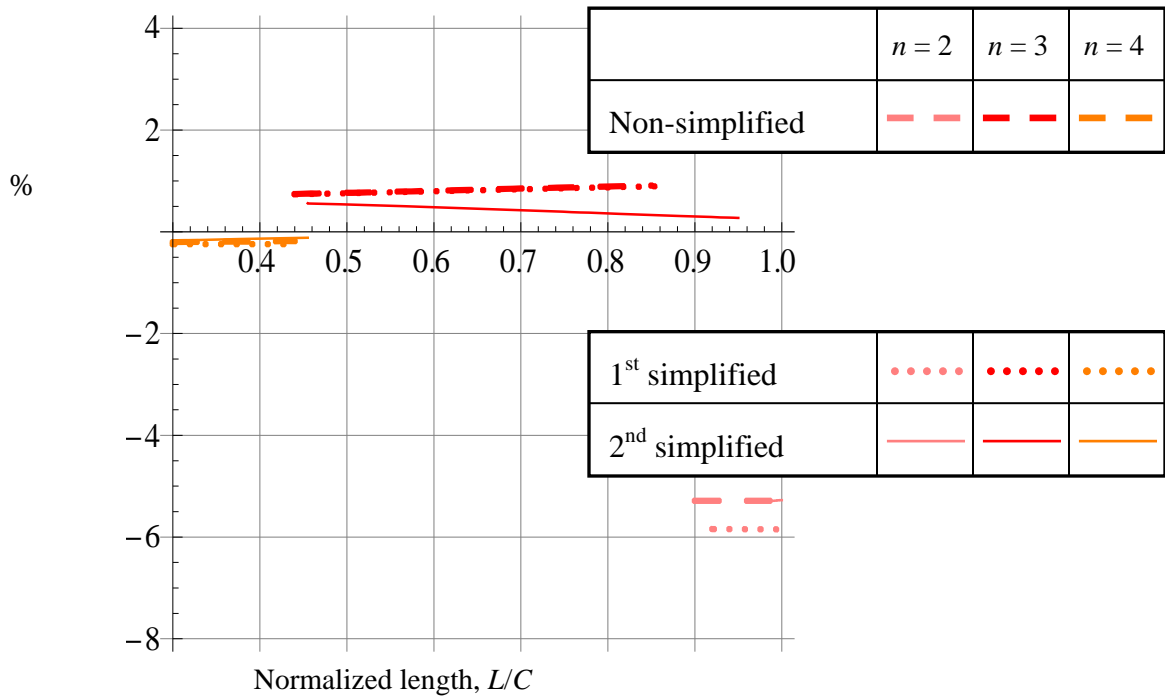 4
n = 2 n = 3 n = 4
Non-simplified
2
%
0.4 0.5 0.6 0.7 0.8 0.9 1.0
−2
1st simplified
2nd simplified
−4
−6
−8
Normalized length, L/C